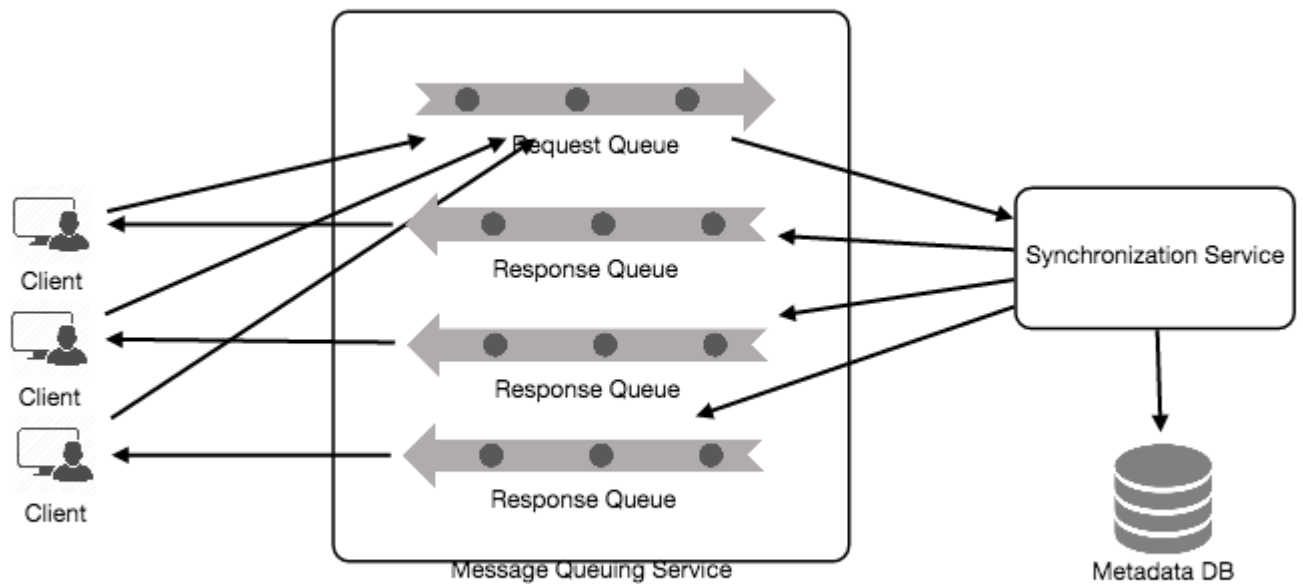 Request Queue
Client
Response Queue
Synchronization Service
Client
Response Queue
Client
Response Queue
Message Queuing Service
Metadata DB